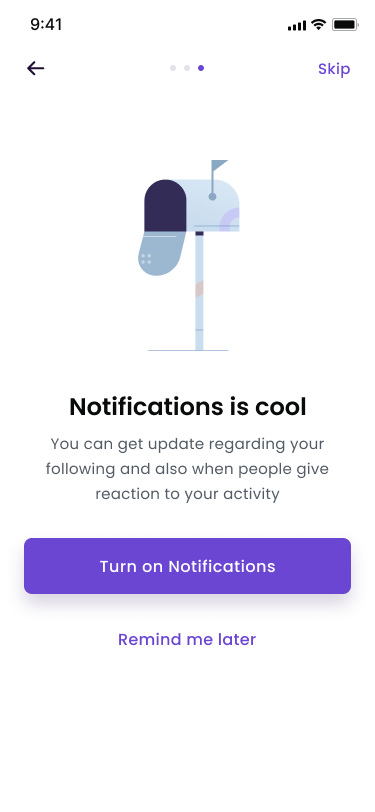 9:41
Skip
Notifications is cool
You can get update regarding your
following and also when people give
reaction to your activity
Turn on Notifications
Remind me later